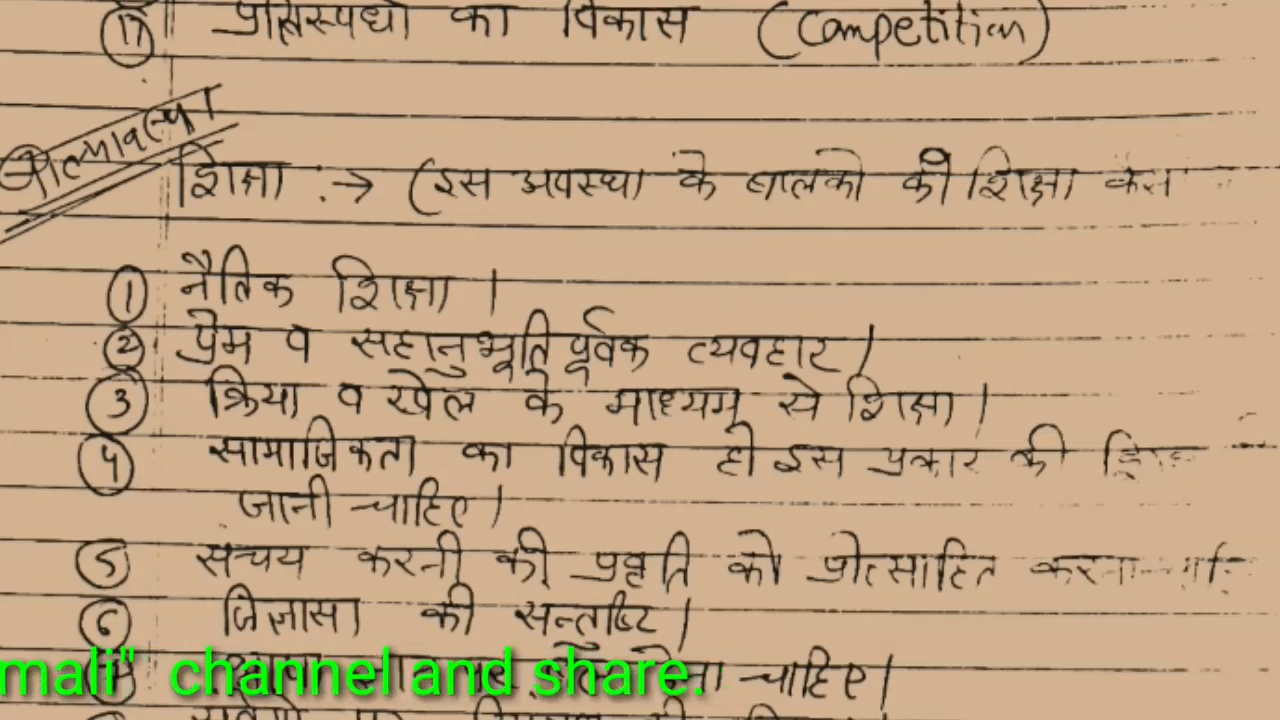 (17) प्रतिस्पर्धा का विकास (Competition)
बाल्यावस्था
शिक्षा :→ (इस अवस्था के बालको की शिक्षा
① नैतिक शिक्षा।
② प्रेम व सहानुभूति पूर्वक व्यवहार।
③ क्रिया व खेल के माध्यम से शिक्षा।
④ सामाजिकता का विकास हो इस प्रकार की
जानी चाहिए।
⑤ संचय करनी की प्रवृति को प्रोत्साहित करना
⑥ जिज्ञासा की सन्तुष्टि।
चाहिए।
mali" channel and share.